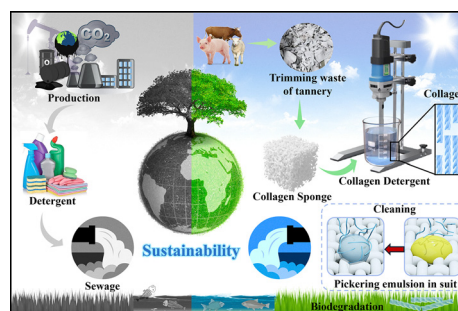 CO2
Production
Trimming waste
of tannery
Collage
Detergent
Collagen Sponge
Collagen Detergent
Cleaning
Sustainability
Sewage
Pickering emulsion in suit
Biodegradation